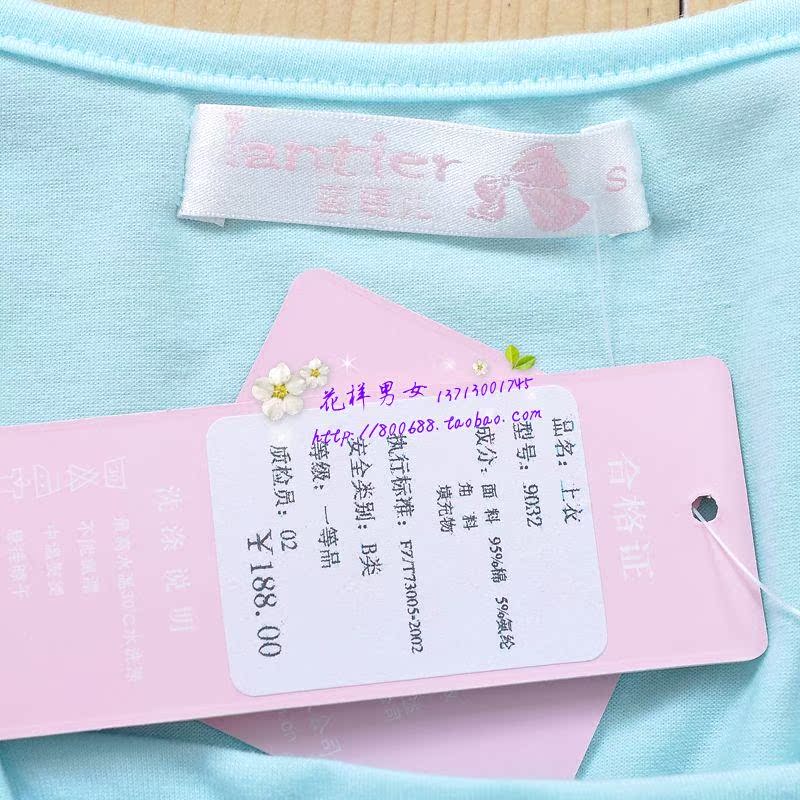 antier
S
花样男女 13713001745
http://800688.taobao.com
合格证
品名：上衣
型号：9032
成分：面料 95%棉 5%氨纶
里料
填充物
执行标准：FZ/T73005-2002
安全类别：B类
等级：一等品
质检员：02
￥188.00
洗涤说明
公司